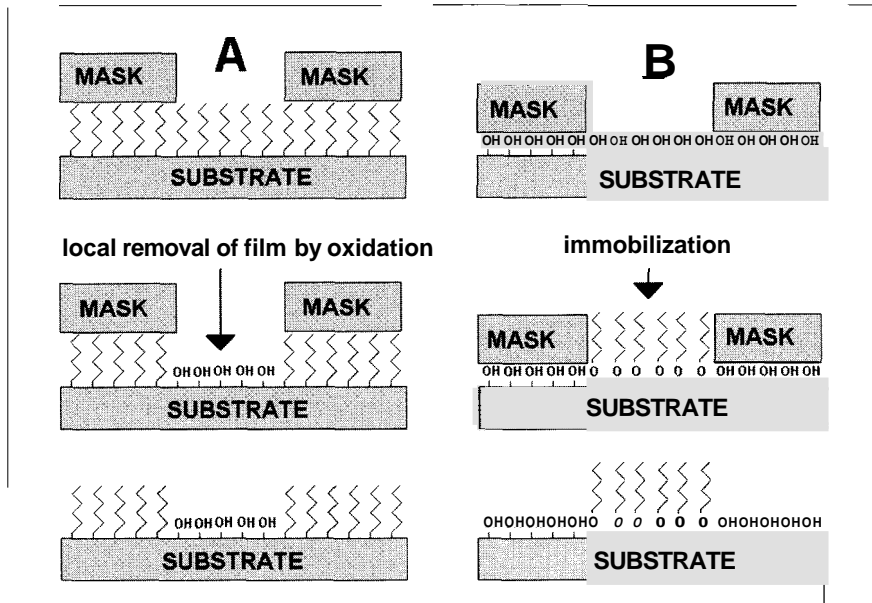 A
MASK MASK
SUBSTRATE
local removal of film by oxidation
MASK MASK
OH OH OH OH OH
SUBSTRATE
OH OH OH OH OH
SUBSTRATE
B
MASK MASK
OH OH OH OH OH OH OH OH OH OH OH OH OH OH OH OH
SUBSTRATE
immobilization
MASK MASK
OH OH OH OH OH O O O O O O OH OH OH OH OH
SUBSTRATE
OHOHOHOHOHO O O O O O OHOHOHOHOH
SUBSTRATE